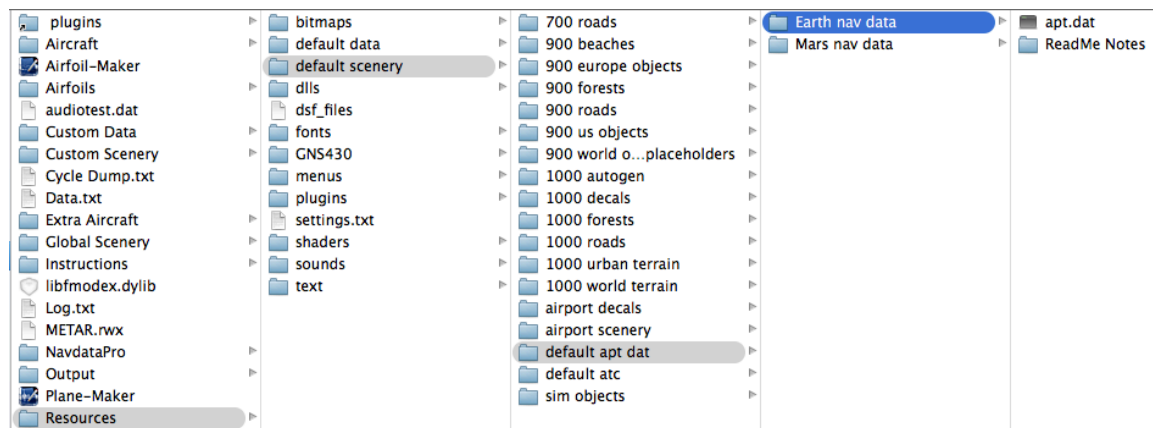 plugins
Aircraft
Airfoil-Maker
Airfoils
audiotest.dat
Custom Data
Custom Scenery
Cycle Dump.txt
Data.txt
Extra Aircraft
Global Scenery
Instructions
libfmodex.dylib
Log.txt
METAR.rwx
NavdataPro
Output
Plane-Maker
Resources
bitmaps
default data
default scenery
dlls
dsf_files
fonts
GNS430
menus
plugins
settings.txt
shaders
sounds
text
700 roads
900 beaches
900 europe objects
900 forests
900 roads
900 us objects
900 world o...placeholders
1000 autogen
1000 decals
1000 forests
1000 roads
1000 urban terrain
1000 world terrain
airport decals
airport scenery
default apt dat
default atc
sim objects
Earth nav data
Mars nav data
apt.dat
ReadMe Notes